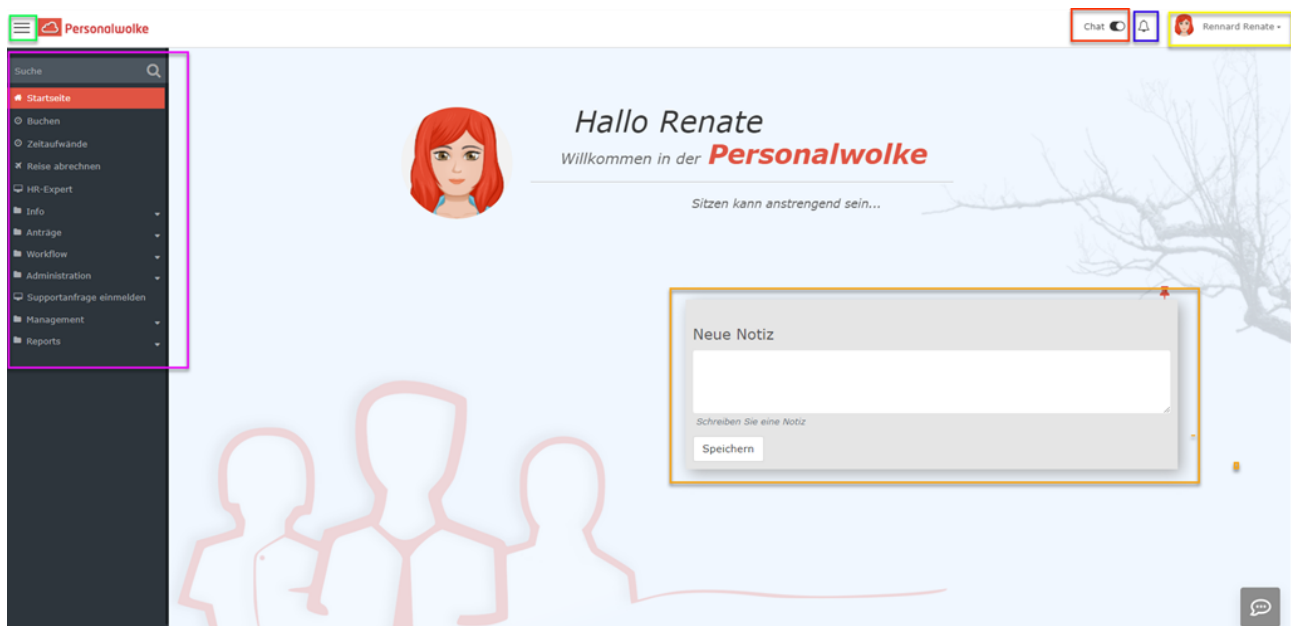 Personalwolke
Chat
Rennard Renate
Suche
Startseite
Buchen
Zeitaufwände
Reise abrechnen
HR-Expert
Info
Anträge
Workflow
Administration
Supportanfrage einmelden
Management
Reports
Hallo Renate
Willkommen in der Personalwolke
Sitzen kann anstrengend sein...
Neue Notiz
Schreiben Sie eine Notiz
Speichern